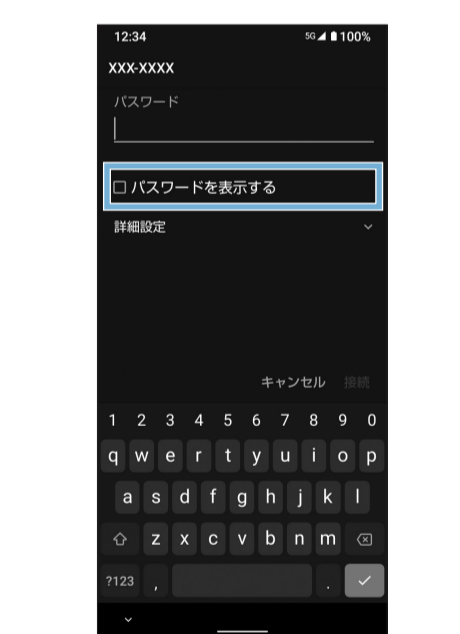 12:34 5G 100%
XXX-XXXX
パスワード
パスワードを表示する
詳細設定
キャンセル 接続
1 2 3 4 5 6 7 8 9 0
q w e r t y u i o p
a s d f g h j k l
z x c v b n m
?123 , .